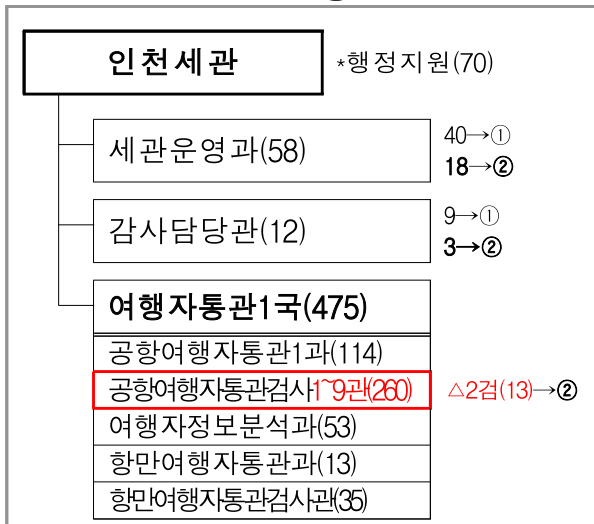 인천세관 *행정지원(70)
세관운영과(58) 40→①
18→②
감사담당관(12) 9→①
3→②
여행자통관1국(475)
공항여행자통관1과(114)
공항여행자통관검사1~9관(260) △2검(13)→②
여행자정보분석과(53)
항만여행자통관과(13)
항만여행자통관검사관(35)